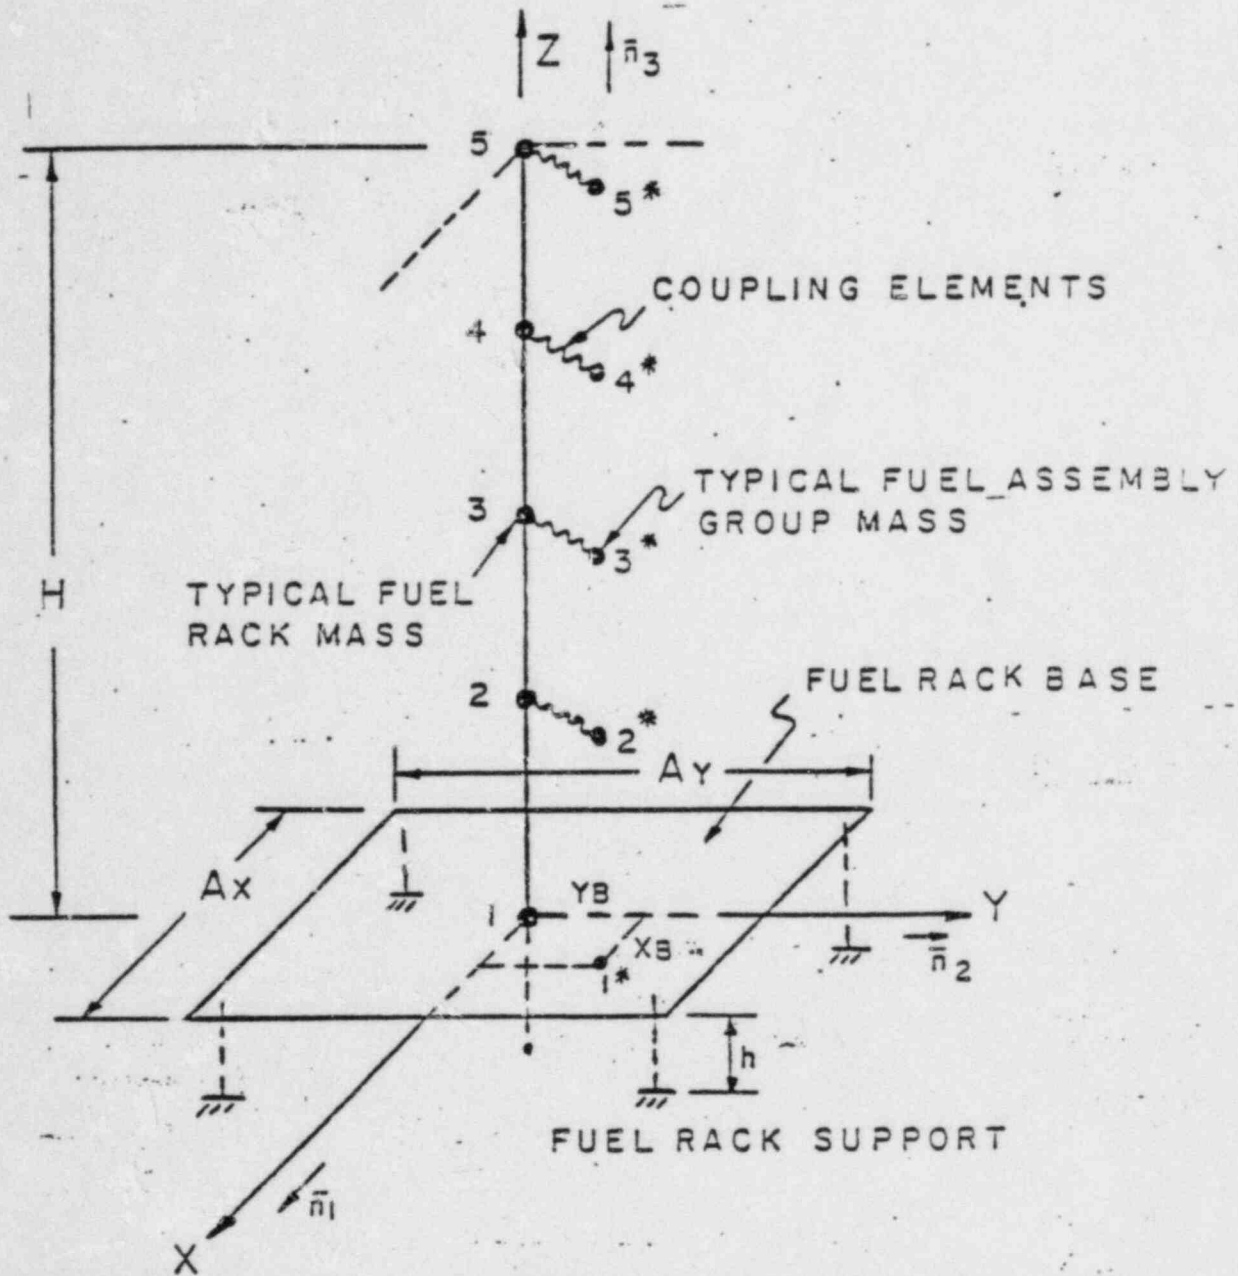 Z
n̄3
5
5*
COUPLING ELEMENTS
4
4*
TYPICAL FUEL ASSEMBLY
GROUP MASS
3
3*
H
TYPICAL FUEL
RACK MASS
FUEL RACK BASE
2
2*
AY
AX
1
YB
Y
XB
n̄2
1*
h
FUEL RACK SUPPORT
n̄1
X